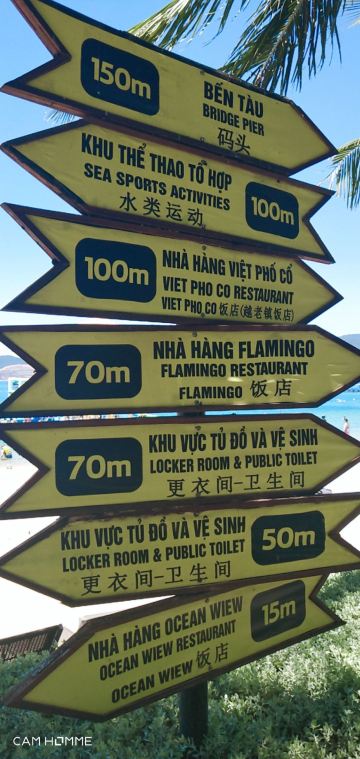 150m
BẾN TÀU
BRIDGE PIER
码头
KHU THỂ THAO TỔ HỢP
SEA SPORTS ACTIVITIES
水类运动
100m
100m
NHÀ HÀNG VIỆT PHỐ CỔ
VIET PHO CO RESTAURANT
VIET PHO CO 饭店(越老镇饭店)
70m
NHÀ HÀNG FLAMINGO
FLAMINGO RESTAURANT
FLAMINGO 饭店
70m
KHU VỰC TỦ ĐỒ VÀ VỆ SINH
LOCKER ROOM & PUBLIC TOILET
更衣间-卫生间
KHU VỰC TỦ ĐỒ VÀ VỆ SINH
LOCKER ROOM & PUBLIC TOILET
更衣间-卫生间
50m
NHÀ HÀNG OCEAN WIEW
OCEAN WIEW RESTAURANT
OCEAN WIEW 饭店
15m
CAM HOMME